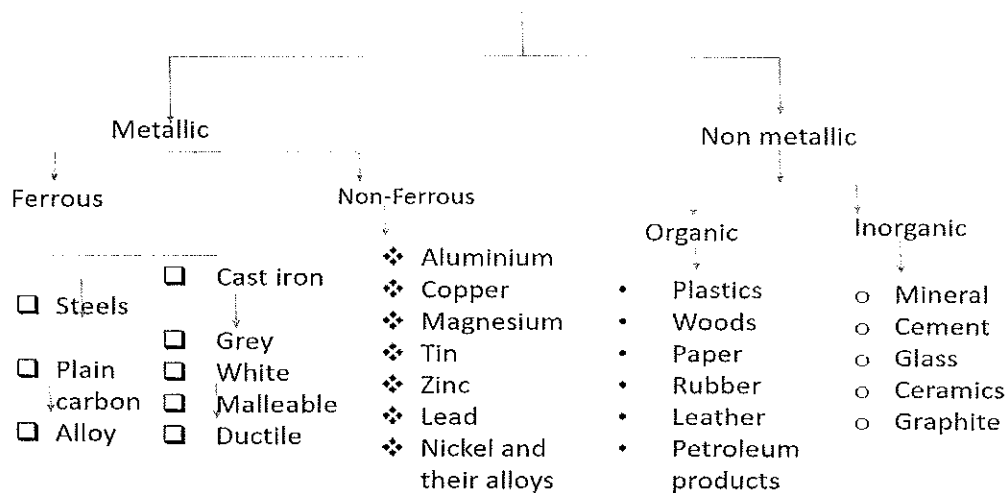 Metallic
Non metallic
Ferrous
Non-Ferrous
Organic
Inorganic
❑ Steels
❑ Plain
carbon
❑ Alloy
❑ Cast iron
❑ Grey
❑ White
❑ Malleable
❑ Ductile
❖ Aluminium
❖ Copper
❖ Magnesium
❖ Tin
❖ Zinc
❖ Lead
❖ Nickel and
their alloys
• Plastics
• Woods
• Paper
• Rubber
• Leather
• Petroleum
products
o Mineral
o Cement
o Glass
o Ceramics
o Graphite